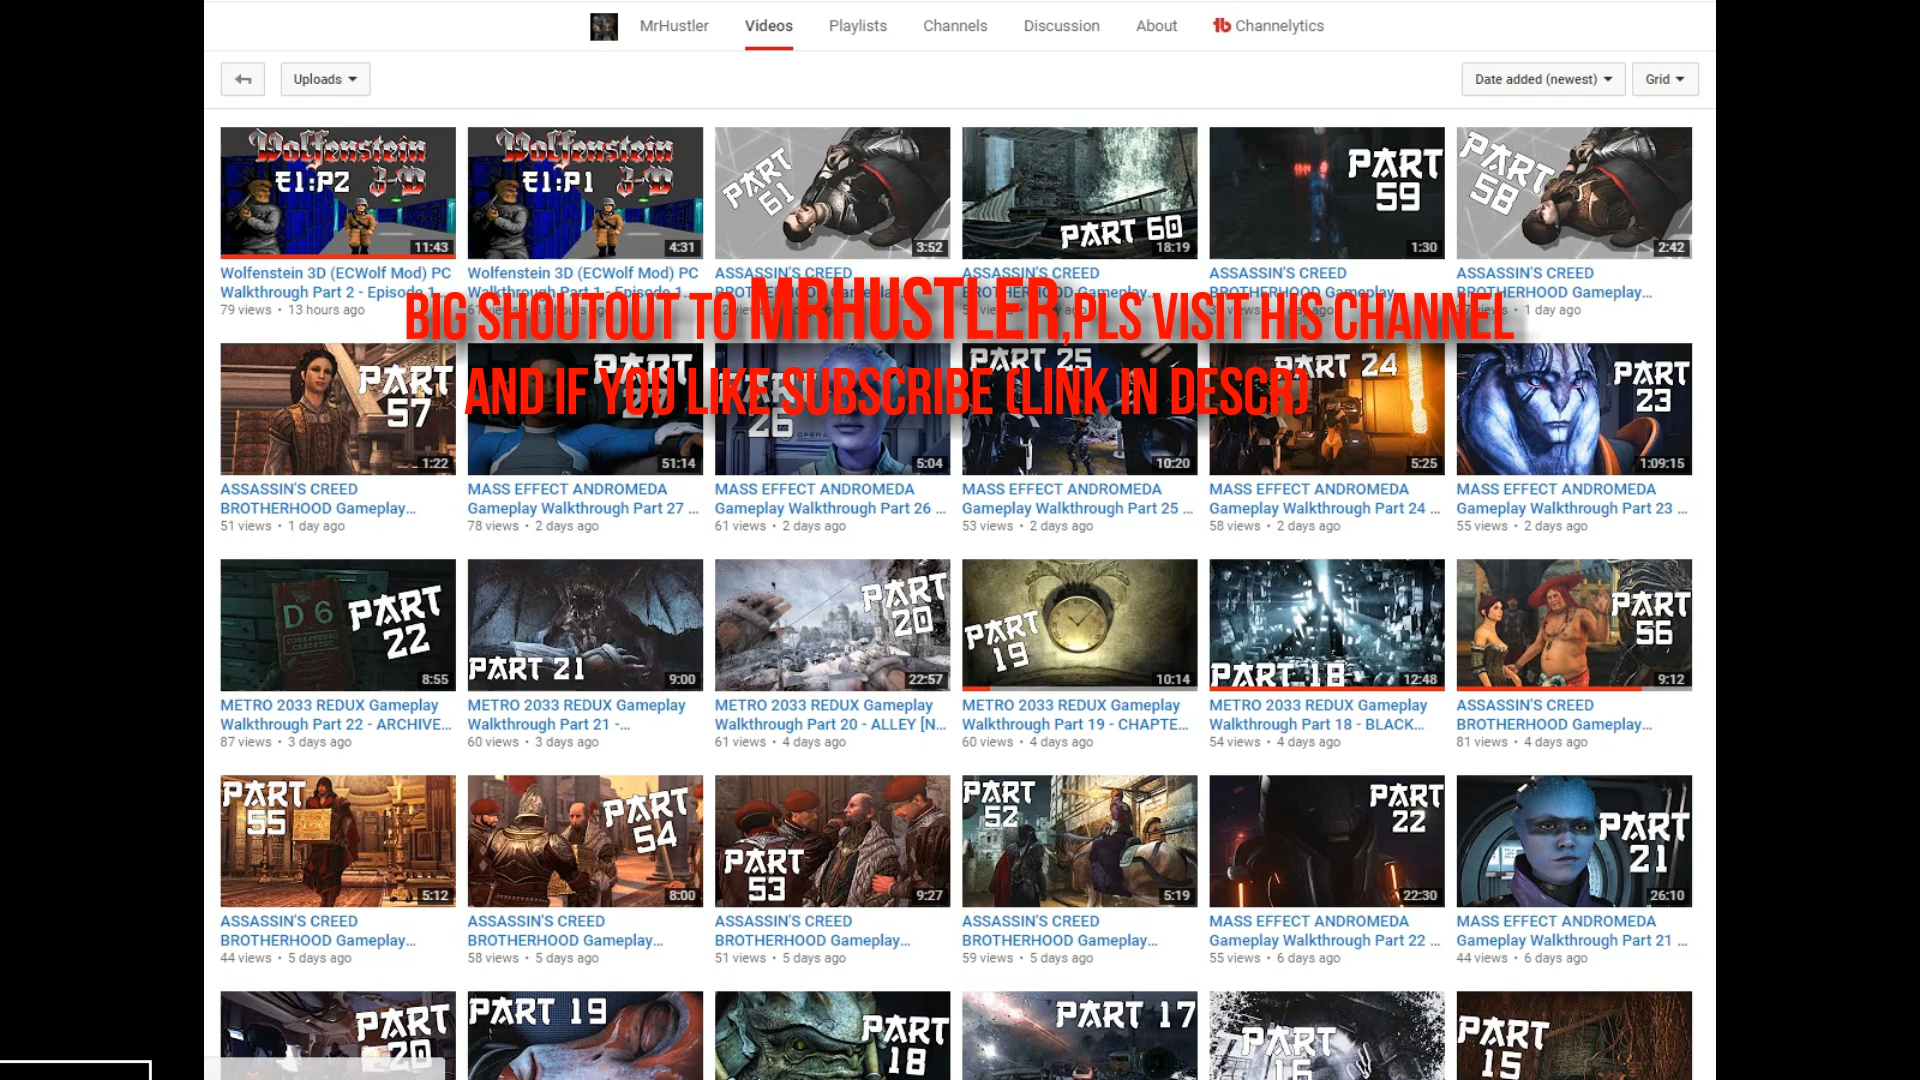 MrHustler Videos Playlists Channels Discussion About Channelytics
Uploads Date added (newest) Grid
Wolfenstein 3-D E1:P2 11:43
Wolfenstein 3-D E1:P1 4:31
PART 61 3:52
PART 60 18:19
PART 59 1:30
PART 58 2:42
Wolfenstein 3D (ECWolf Mod) PC
Walkthrough Part 2 - Episode 1...
79 views • 13 hours ago
Wolfenstein 3D (ECWolf Mod) PC
Walkthrough Part 1 - Episode 1...
ASSASSIN'S CREED
BROTHERHOOD Gameplay...
ASSASSIN'S CREED
BROTHERHOOD Gameplay...
ASSASSIN'S CREED
BROTHERHOOD Gameplay...
ASSASSIN'S CREED
BROTHERHOOD Gameplay...
views • 1 day ago
BIG SHOUTOUT TO MRHUSTLER,PLS VISIT HIS CHANNEL
AND IF YOU LIKE SUBSCRIBE (LINK IN DESCR)
PART 57 1:22
PART 51:14
26 5:04
PART 25 10:20
PART 24 5:25
PART 23 1:09:15
ASSASSIN'S CREED
BROTHERHOOD Gameplay...
51 views • 1 day ago
MASS EFFECT ANDROMEDA
Gameplay Walkthrough Part 27 ...
78 views • 2 days ago
MASS EFFECT ANDROMEDA
Gameplay Walkthrough Part 26 ...
61 views • 2 days ago
MASS EFFECT ANDROMEDA
Gameplay Walkthrough Part 25 ...
53 views • 2 days ago
MASS EFFECT ANDROMEDA
Gameplay Walkthrough Part 24 ...
58 views • 2 days ago
MASS EFFECT ANDROMEDA
Gameplay Walkthrough Part 23 ...
55 views • 2 days ago
D 6 PART 22 8:55
PART 21 9:00
PART 20 22:57
PART 19 10:14
PART 18 12:48
PART 56 9:12
METRO 2033 REDUX Gameplay
Walkthrough Part 22 - ARCHIVE...
87 views • 3 days ago
METRO 2033 REDUX Gameplay
Walkthrough Part 21 -...
60 views • 3 days ago
METRO 2033 REDUX Gameplay
Walkthrough Part 20 - ALLEY [N...
61 views • 4 days ago
METRO 2033 REDUX Gameplay
Walkthrough Part 19 - CHAPTE...
60 views • 4 days ago
METRO 2033 REDUX Gameplay
Walkthrough Part 18 - BLACK...
54 views • 4 days ago
ASSASSIN'S CREED
BROTHERHOOD Gameplay...
81 views • 4 days ago
PART 55 5:12
PART 54 8:00
PART 53 9:27
PART 52 5:19
PART 22 22:30
PART 21 26:10
ASSASSIN'S CREED
BROTHERHOOD Gameplay...
44 views • 5 days ago
ASSASSIN'S CREED
BROTHERHOOD Gameplay...
58 views • 5 days ago
ASSASSIN'S CREED
BROTHERHOOD Gameplay...
51 views • 5 days ago
ASSASSIN'S CREED
BROTHERHOOD Gameplay...
59 views • 5 days ago
MASS EFFECT ANDROMEDA
Gameplay Walkthrough Part 22 ...
55 views • 6 days ago
MASS EFFECT ANDROMEDA
Gameplay Walkthrough Part 21 ...
44 views • 6 days ago
PART 20
PART 19
PART 18
PART 17
PART 16
PART 15